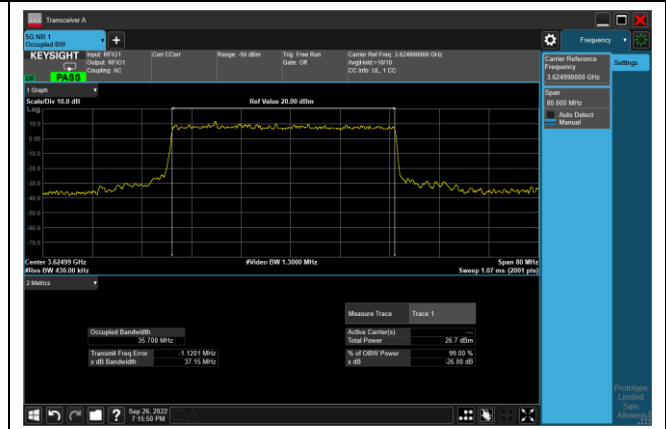 Transceiver A
5G NR 1
Occupied BW
+
Frequency
KEYSIGHT
Input: RFIO1
Output: RFIO1
Coupling: AC
Corr CCorr
Range: -50 dBm
Trig: Free Run
Gate: Off
Carrier Ref Freq: 3.624990000 GHz
Avg|Hold:>10/10
CC Info: UL, 1 CC
PASS
Carrier Reference
Frequency
3.624990000 GHz
Settings
Span
80.000 MHz
Auto Detect
Manual
1 Graph
Scale/Div 10.0 dB
Ref Value 20.00 dBm
Log
10.0
0.00
-10.0
-20.0
-30.0
-40.0
-50.0
-60.0
-70.0
Center 3.62499 GHz
#Video BW 1.3000 MHz
Span 80 MHz
#Res BW 430.00 kHz
Sweep 1.07 ms (2001 pts)
2 Metrics
Measure Trace
Trace 1
Occupied Bandwidth
35.708 MHz
Active Carrier(s)
---
Total Power
26.7 dBm
Transmit Freq Error
-1.1201 MHz
% of OBW Power
99.00 %
x dB Bandwidth
37.15 MHz
x dB
-26.00 dB
Prototype
Limited
Sale
Allowed
?
Sep 26, 2022
7:15:50 PM